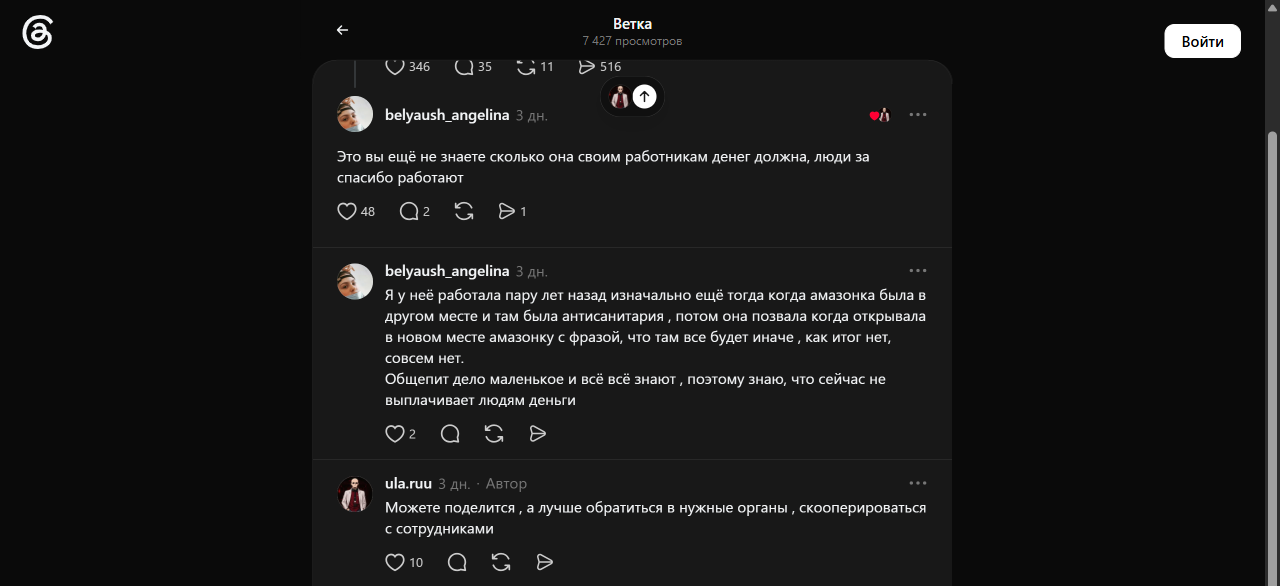 Ветка
7 427 просмотров
Войти
346 35 11 516
belyaush_angelina 3 дн.
Это вы ещё не знаете сколько она своим работникам денег должна, люди за
спасибо работают
48 2 1
belyaush_angelina 3 дн.
Я у неё работала пару лет назад изначально ещё тогда когда амазонка была в
другом месте и там была антисанитария , потом она позвала когда открывала
в новом месте амазонку с фразой, что там все будет иначе , как итог нет,
совсем нет.
Общепит дело маленькое и всё всё знают , поэтому знаю, что сейчас не
выплачивает людям деньги
2
ula.ruu 3 дн. · Автор
Можете поделится , а лучше обратиться в нужные органы , скооперироваться
с сотрудниками
10